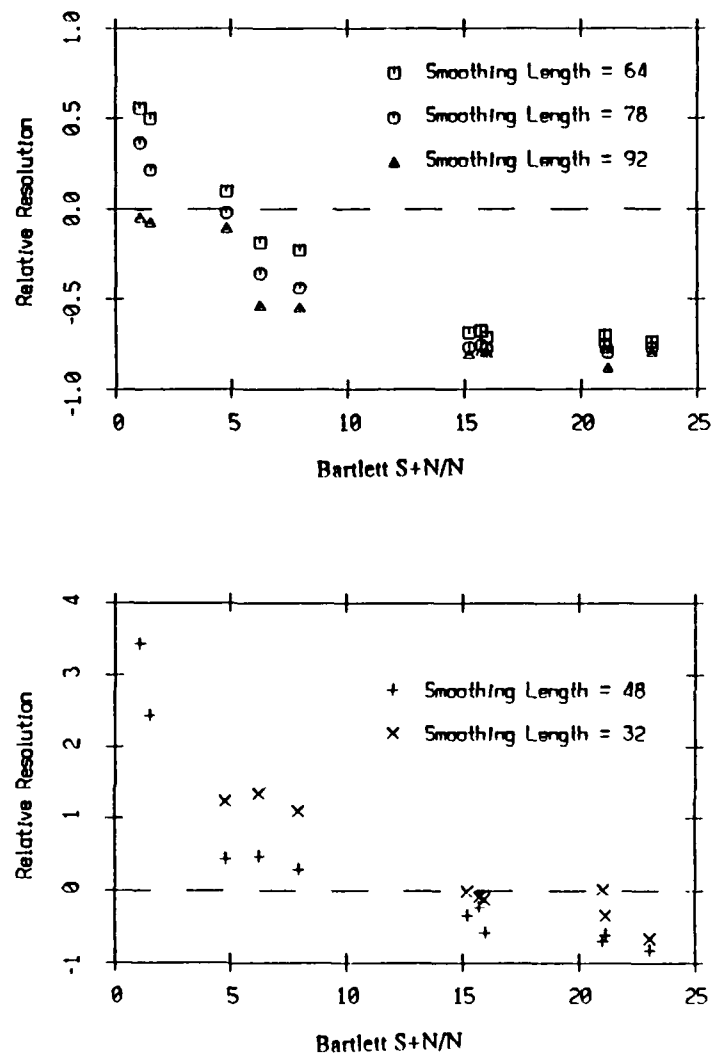 1.0
0.5
0.0
-0.5
-1.0
Relative Resolution
Smoothing Length = 64
Smoothing Length = 78
Smoothing Length = 92
0 5 10 15 20 25
Bartlett S+N/N
4
3
2
1
0
-1
Relative Resolution
Smoothing Length = 48
Smoothing Length = 32
0 5 10 15 20 25
Bartlett S+N/N